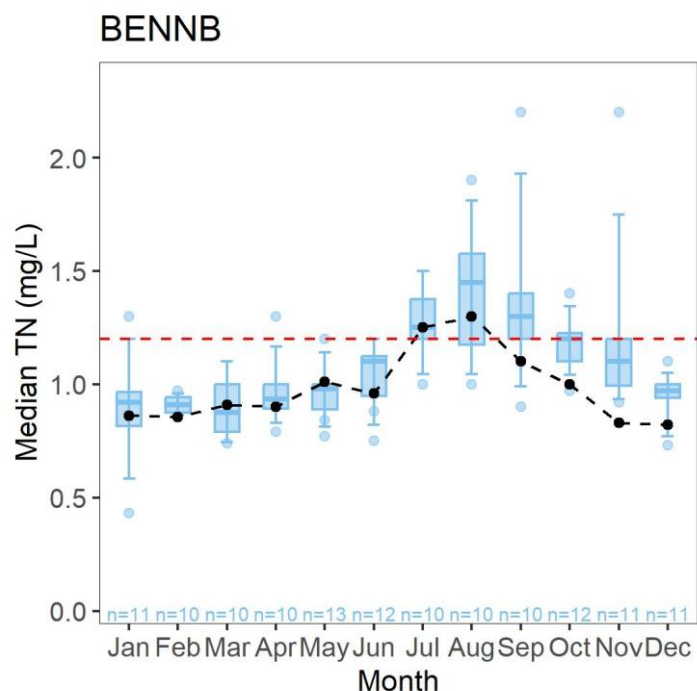 BENNB
Median TN (mg/L)
2.0
1.5
1.0
0.5
0.0
n=11 n=10 n=10 n=10 n=13 n=12 n=10 n=10 n=10 n=12 n=11 n=11
Jan Feb Mar Apr May Jun Jul Aug Sep Oct Nov Dec
Month